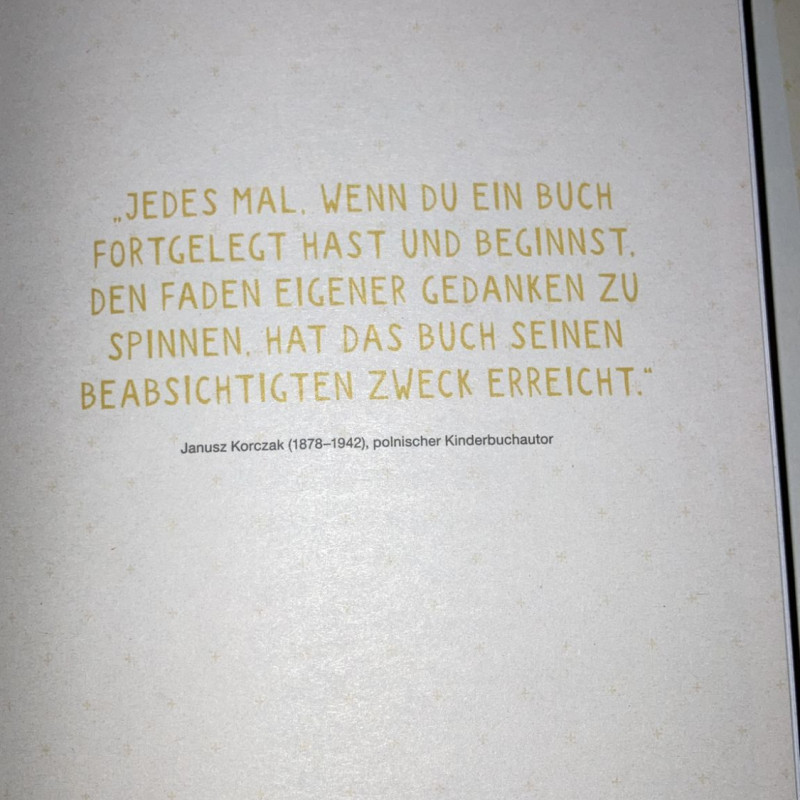 „JEDES MAL, WENN DU EIN BUCH
FORTGELEGT HAST UND BEGINNST,
DEN FADEN EIGENER GEDANKEN ZU
SPINNEN, HAT DAS BUCH SEINEN
BEABSICHTIGTEN ZWECK ERREICHT.“
Janusz Korczak (1878–1942), polnischer Kinderbuchautor